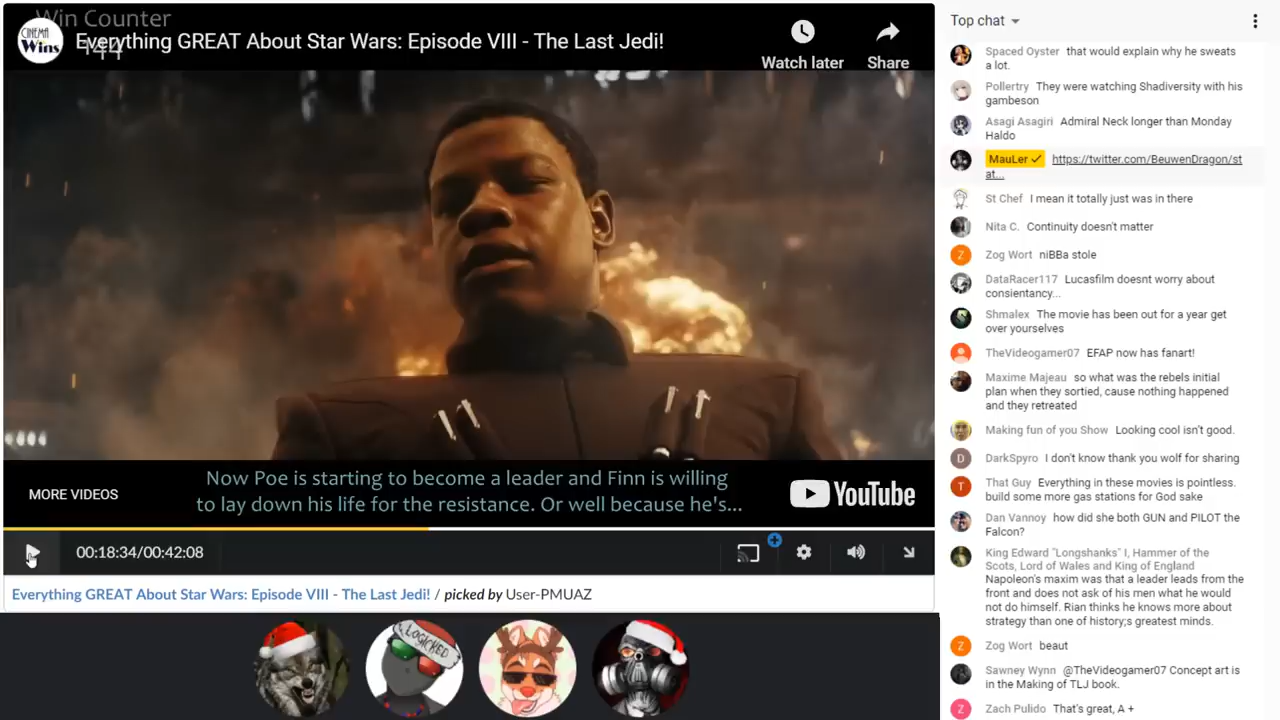 Win Counter
144
CINEMA
Wins
Everything GREAT About Star Wars: Episode VIII - The Last Jedi!
Watch later
Share
Now Poe is starting to become a leader and Finn is willing
to lay down his life for the resistance. Or well because he's...
MORE VIDEOS
YouTube
00:18:34/00:42:08
Everything GREAT About Star Wars: Episode VIII - The Last Jedi! / picked by User-PMUAZ
LOGICKED
Top chat
Spaced Oyster that would explain why he sweats
a lot.
Pollertry They were watching Shadiversity with his
gambeson
Asagi Asagiri Admiral Neck longer than Monday
Haldo
MauLer https://twitter.com/BeuwenDragon/st
at...
St Chef I mean it totally just was in there
Nita C. Continuity doesn't matter
Z
Zog Wort niBBa stole
DataRacer117 Lucasfilm doesnt worry about
consientancy...
Shmalex The movie has been out for a year get
over yourselves
TheVideogamer07 EFAP now has fanart!
Maxime Majeau so what was the rebels initial
plan when they sortied, cause nothing happened
and they retreated
Making fun of you Show Looking cool isn't good.
D
DarkSpyro I don't know thank you wolf for sharing
T
That Guy Everything in these movies is pointless.
build some more gas stations for God sake
Dan Vannoy how did she both GUN and PILOT the
Falcon?
King Edward "Longshanks" I, Hammer of the
Scots, Lord of Wales and King of England
Napoleon's maxim was that a leader leads from the
front and does not ask of his men what he would
not do himself. Rian thinks he knows more about
strategy than one of history;s greatest minds.
Z
Zog Wort beaut
Sawney Wynn @TheVideogamer07 Concept art is
in the Making of TLJ book.
Z
Zach Pulido That's great, A +